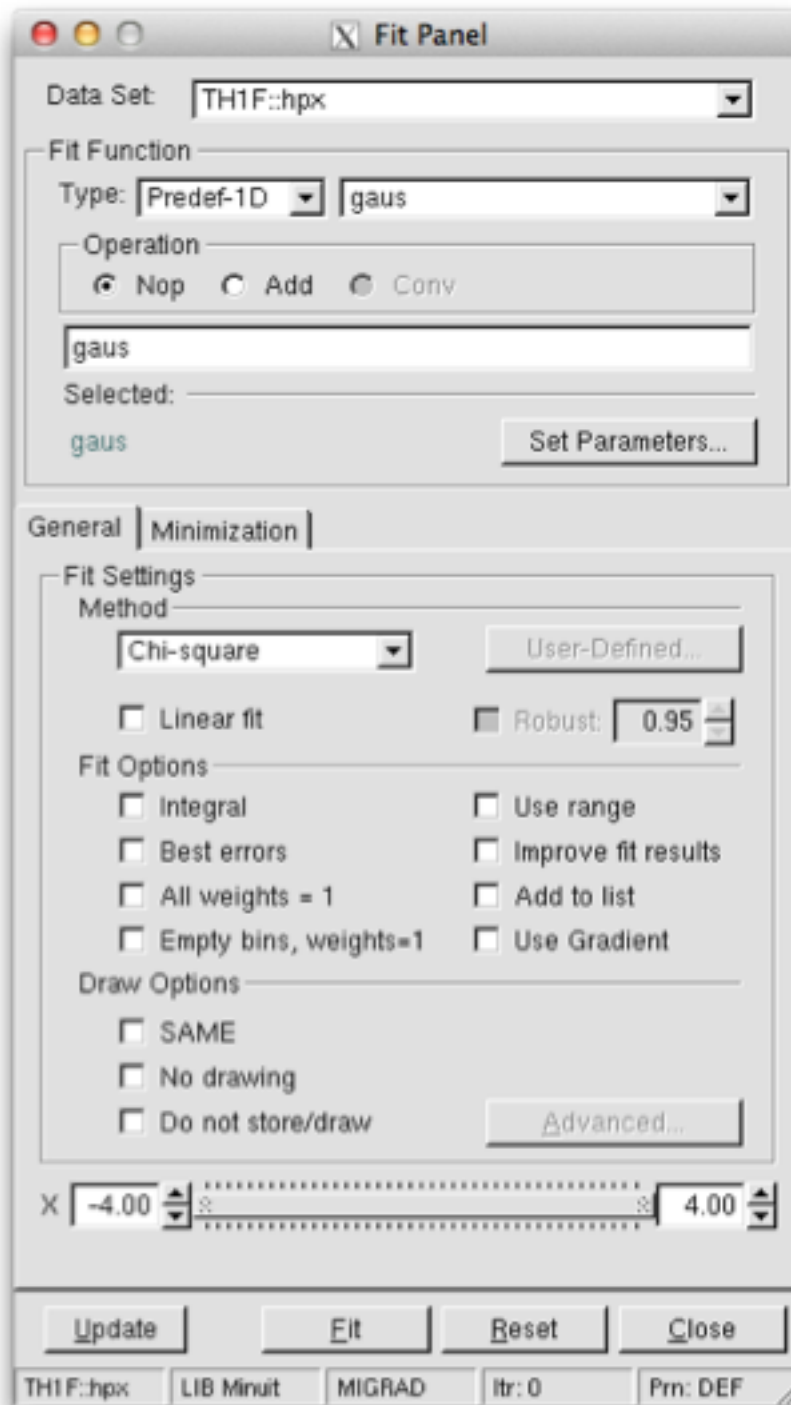 X Fit Panel
Data Set: TH1F::hpx
Fit Function
Type: Predef-1D gaus
Operation
Nop Add Conv
gaus
Selected:
gaus Set Parameters...
General Minimization
Fit Settings
Method
Chi-square User-Defined...
Linear fit Robust: 0.95
Fit Options
Integral Use range
Best errors Improve fit results
All weights = 1 Add to list
Empty bins, weights=1 Use Gradient
Draw Options
SAME
No drawing
Do not store/draw Advanced...
X -4.00 4.00
Update Fit Reset Close
TH1F::hpx LIB Minuit MIGRAD Itr: 0 Prn: DEF